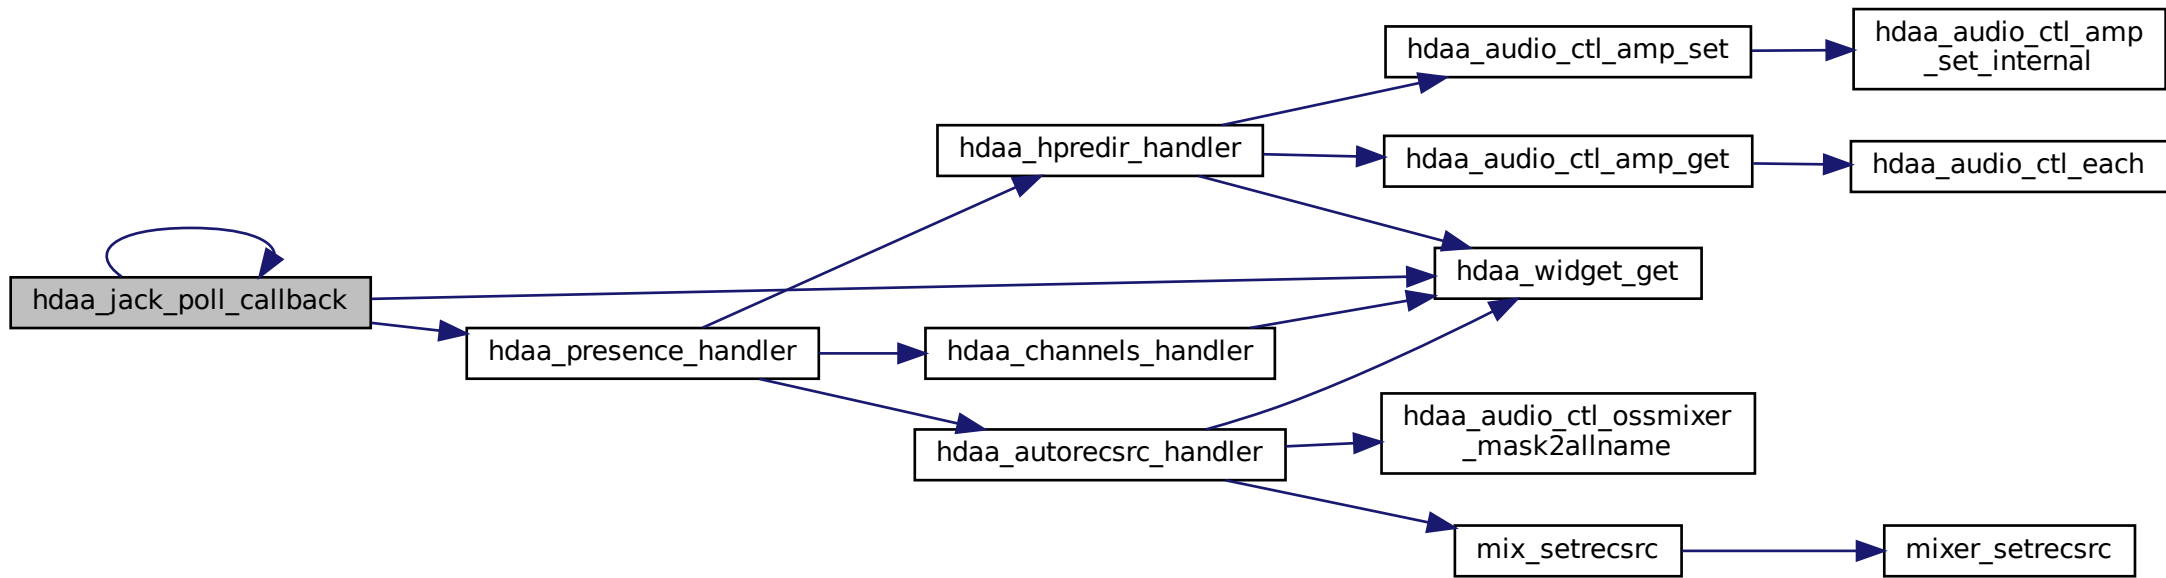 hdaa_jack_poll_callback
hdaa_presence_handler
hdaa_hpredir_handler
hdaa_channels_handler
hdaa_autorecsrc_handler
hdaa_audio_ctl_amp_set
hdaa_audio_ctl_amp_get
hdaa_widget_get
hdaa_audio_ctl_ossmixer
_mask2allname
mix_setrecsrc
hdaa_audio_ctl_amp
_set_internal
hdaa_audio_ctl_each
mixer_setrecsrc